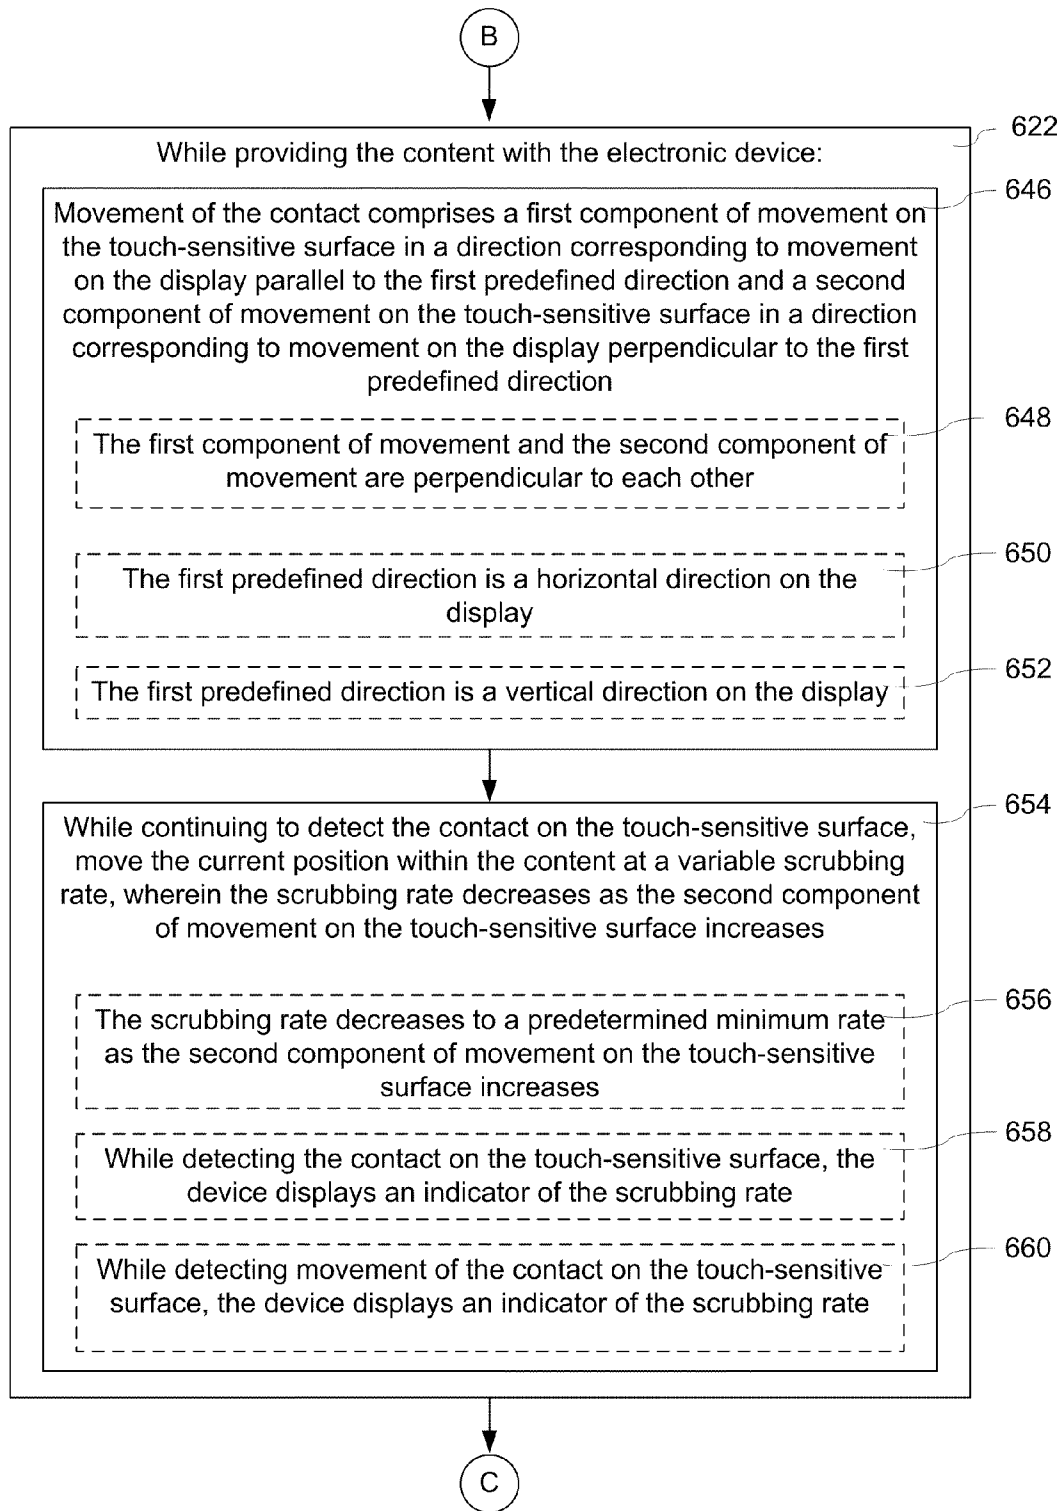 B
622
While providing the content with the electronic device:
646
Movement of the contact comprises a first component of movement on
the touch-sensitive surface in a direction corresponding to movement
on the display parallel to the first predefined direction and a second
component of movement on the touch-sensitive surface in a direction
corresponding to movement on the display perpendicular to the first
predefined direction
648
The first component of movement and the second component of
movement are perpendicular to each other
650
The first predefined direction is a horizontal direction on the
display
652
The first predefined direction is a vertical direction on the display
654
While continuing to detect the contact on the touch-sensitive surface,
move the current position within the content at a variable scrubbing
rate, wherein the scrubbing rate decreases as the second component
of movement on the touch-sensitive surface increases
656
The scrubbing rate decreases to a predetermined minimum rate
as the second component of movement on the touch-sensitive
surface increases
658
While detecting the contact on the touch-sensitive surface, the
device displays an indicator of the scrubbing rate
660
While detecting movement of the contact on the touch-sensitive
surface, the device displays an indicator of the scrubbing rate
C